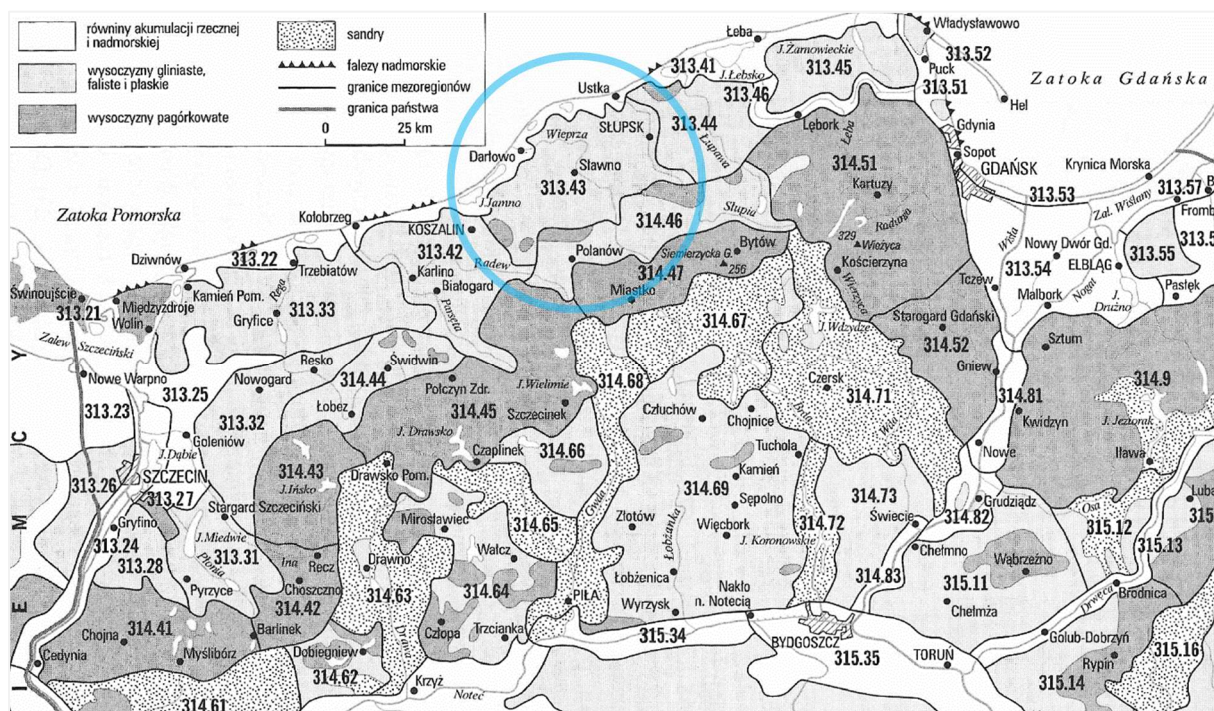 równiny akumulacji rzecznej
i nadmorskiej
wysoczyzny gliniaste,
faliste i płaskie
wysoczyzny pagórkowate
sandry
falezy nadmorskie
granice mezoregionów
granica państwa
0 25 km
Zatoka Pomorska
Zatoka Gdańska
Łeba
Władysławowo
J. Żarnowieckie
313.52
313.41
313.45
J. Łebsko
Puck
313.51
313.46
Hel
Ustka
SŁUPSK
313.44
Lębork
Łeba
Gdynia
Wieprza
Łupawa
Darłowo
Sławno
313.43
314.51
Sopot
GDAŃSK
Krynica Morska
313.57
Kartuzy
313.53
Zal. Wiślany
From
J. Jamno
Słupia
Radunia
Kołobrzeg
314.46
KOSZALIN
313.42
329 Wieżyca
Wisła
Nowy Dwór Gd.
313.55
313.5
Polanów
Siemierzycka G.
256
Bytów
Kościerzyna
313.54
ELBLĄG
Dziwnów
313.22
Trzebiatów
Radew
Karlino
Białogard
314.47
Miastko
Wierzyca
Tczew
Nogat
J. Drużno
Pasłęk
Malbork
Świnoujście
313.21
Międzyzdroje
Kamień Pom.
Wolin
Rega
313.33
Gryfice
Parsęta
314.67
J. Wdzydze
Starogard Gdański
314.52
Sztum
Zalew Szczeciński
Nowe Warpno
Resko
Świdwin
314.44
Połczyn Zdr.
J. Wielimie
314.68
Czersk
314.71
Gniew
314.9
313.25
Nowogard
313.23
313.32
Łobez
314.45
Szczecinek
Człuchów
Chojnice
314.81
Kwidzyn
J. Jeziorak
Goleniów
J. Drawsko
Czaplinek
314.66
Tuchola
Nowe
Iława
J. Dąbie
SZCZECIN
313.26
313.27
314.43
J. Ińsko
Drawsko Pom.
Gwda
Kamień
314.69
Sępolno
314.73
Świecie
Grudziądz
314.82
Osa
315.12
315.13
Luba
315
Stargard Szczeciński
Mirosławiec
314.65
Złotów
Więcbork
314.72
Gryfino
313.24
313.28
J. Miedwie
313.31
Płonia
Ina
Recz
Wałcz
Łobżonka
J. Koronowskie
Chełmno
Wąbrzeźno
Pyrzyce
Choszczno
314.42
Drawno
314.63
314.64
Łobżenica
314.83
315.11
Chełmża
Drwęca
Brodnica
PIŁA
Wyrzysk
Nakło
n. Notecią
Chojna
314.41
Barlinek
Człopa
Trzcianka
Cedynia
Myślibórz
Dobiegniew
314.62
Drawa
315.34
BYDGOSZCZ
315.35
TORUŃ
Golub-Dobrzyń
Rypin
315.16
315.14
Krzyż
Noteć
314.61
I E M C Y